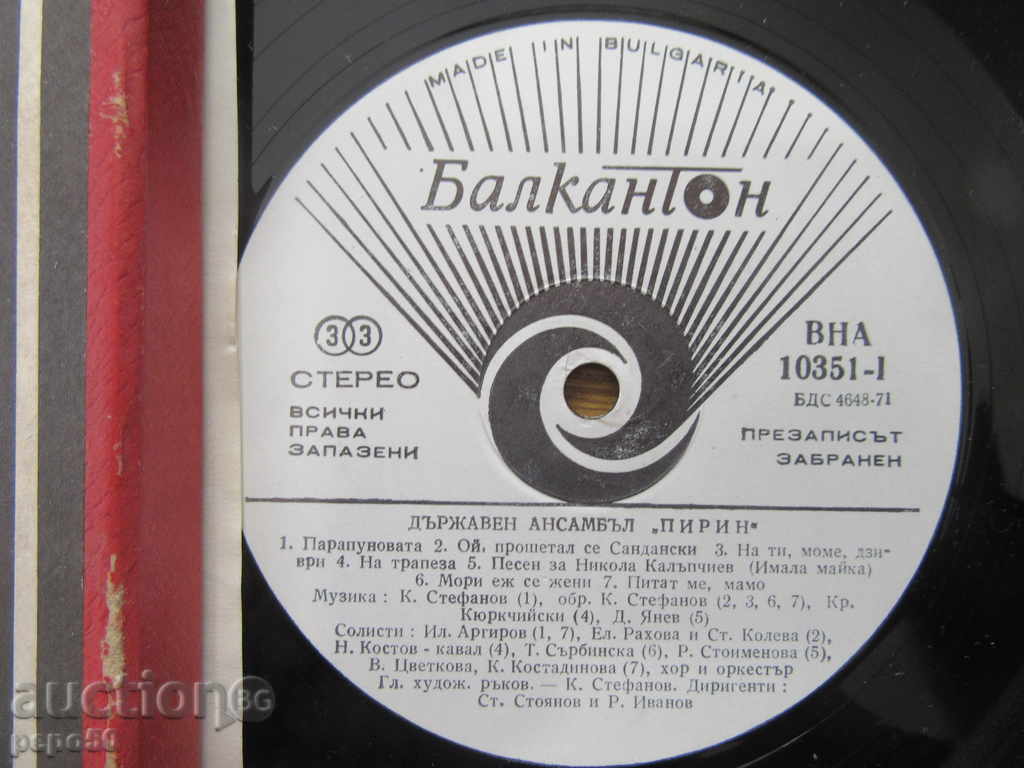 MADE IN BULGARIA
Балкантон
33
СТЕРЕО
ВСИЧКИ
ПРАВА
ЗАПАЗЕНИ
ВНА
10351-I
БДС 4648-71
ПРЕЗАПИСЪТ
ЗАБРАНЕН
ДЪРЖАВЕН АНСАМБЪЛ „ПИРИН“
1. Парапуновата 2. Ой, прошетал се Сандански 3. На ти, моме, дзи-
ври 4. На трапеза 5. Песен за Никола Калъпчиев (Имала майка)
6. Мори еж се жени 7. Питат ме, мамо
Музика : К. Стефанов (1), обр. К. Стефанов (2, 3, 6, 7), Кр.
Кюркчийски (4), Д. Янев (5)
Солисти : Ил. Аргиров (1, 7), Ел. Рахова и Ст. Колева (2),
Н. Костов - кавал (4), Т. Сърбинска (6), Р. Стоименова (5),
В. Цветкова, К. Костадинова (7), хор и оркестър
Гл. худож. ръков. — К. Стефанов. Диригенти :
Ст. Стоянов и Р. Иванов
auction BG
pepo59